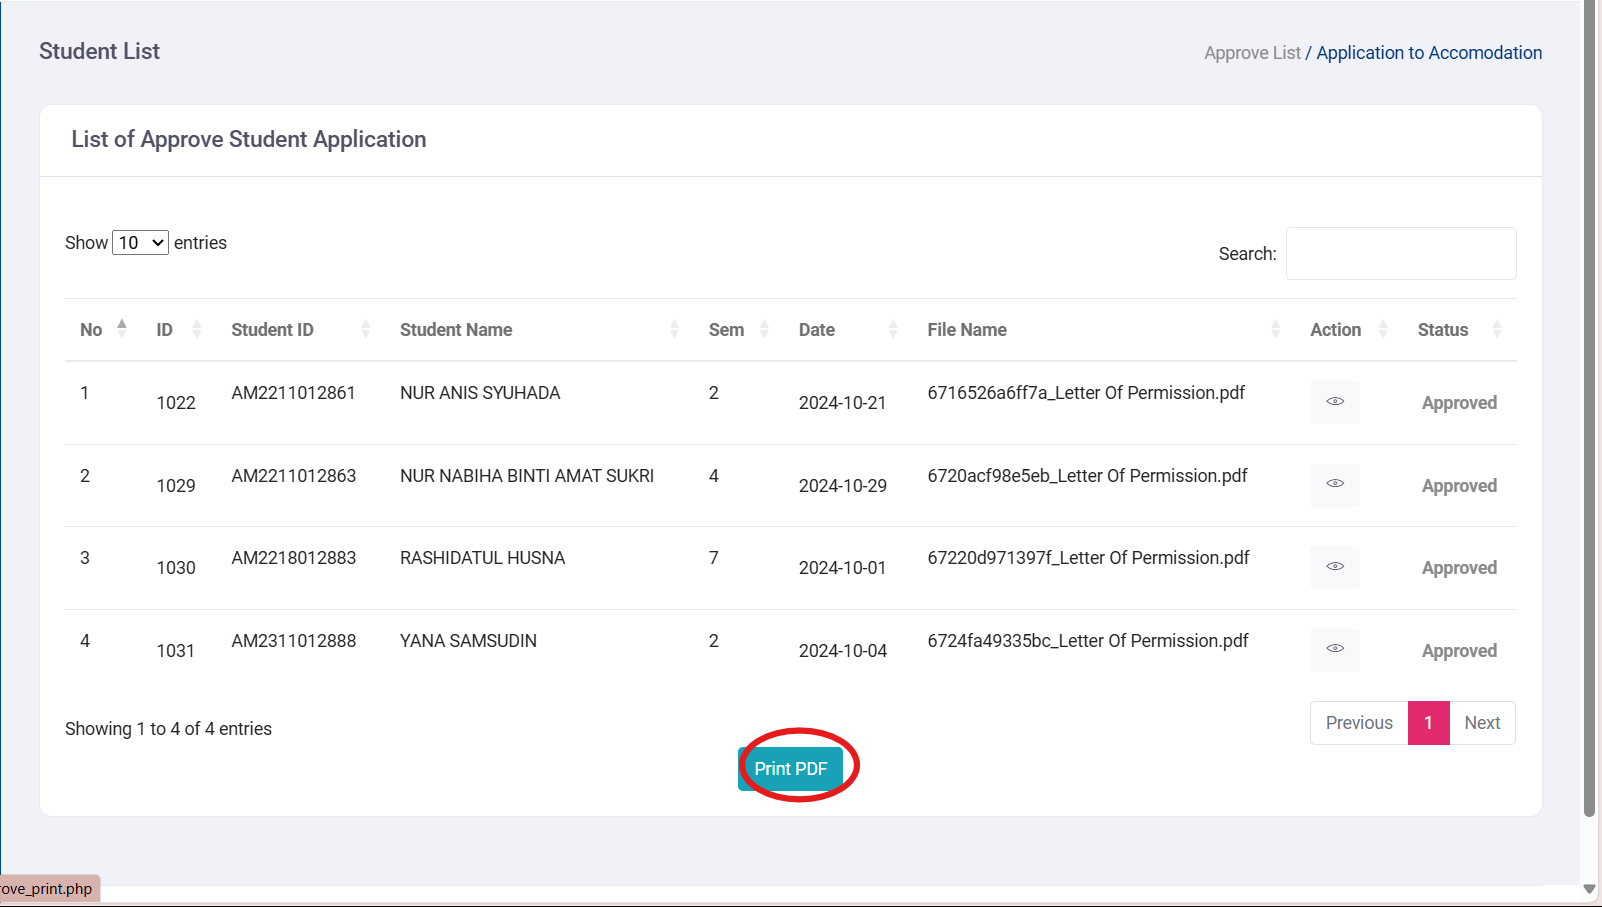 Student List
Approve List / Application to Accomodation
List of Approve Student Application
Show 10 entries
Search:
No ID Student ID Student Name Sem Date File Name Action Status
1 1022 AM2211012861 NUR ANIS SYUHADA 2 2024-10-21 6716526a6ff7a_Letter Of Permission.pdf Approved
2 1029 AM2211012863 NUR NABIHA BINTI AMAT SUKRI 4 2024-10-29 6720acf98e5eb_Letter Of Permission.pdf Approved
3 1030 AM2218012883 RASHIDATUL HUSNA 7 2024-10-01 67220d971397f_Letter Of Permission.pdf Approved
4 1031 AM2311012888 YANA SAMSUDIN 2 2024-10-04 6724fa49335bc_Letter Of Permission.pdf Approved
Showing 1 to 4 of 4 entries
Previous 1 Next
Print PDF
rove_print.php